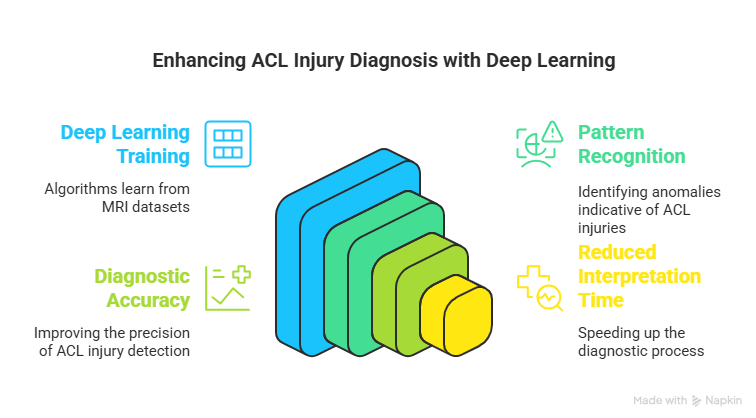 Enhancing ACL Injury Diagnosis with Deep Learning
Deep Learning
Training
Algorithms learn from
MRI datasets
Pattern
Recognition
Identifying anomalies
indicative of ACL
injuries
Diagnostic
Accuracy
Improving the precision
of ACL injury detection
Reduced
Interpretation
Time
Speeding up the
diagnostic process
Made with Napkin